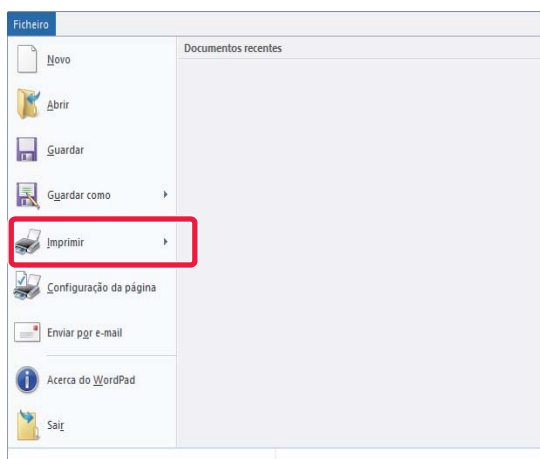 Ficheiro
Novo
Abrir
Guardar
Guardar como
Imprimir
Configuração da página
Enviar por e-mail
Acerca do WordPad
Sair
Documentos recentes